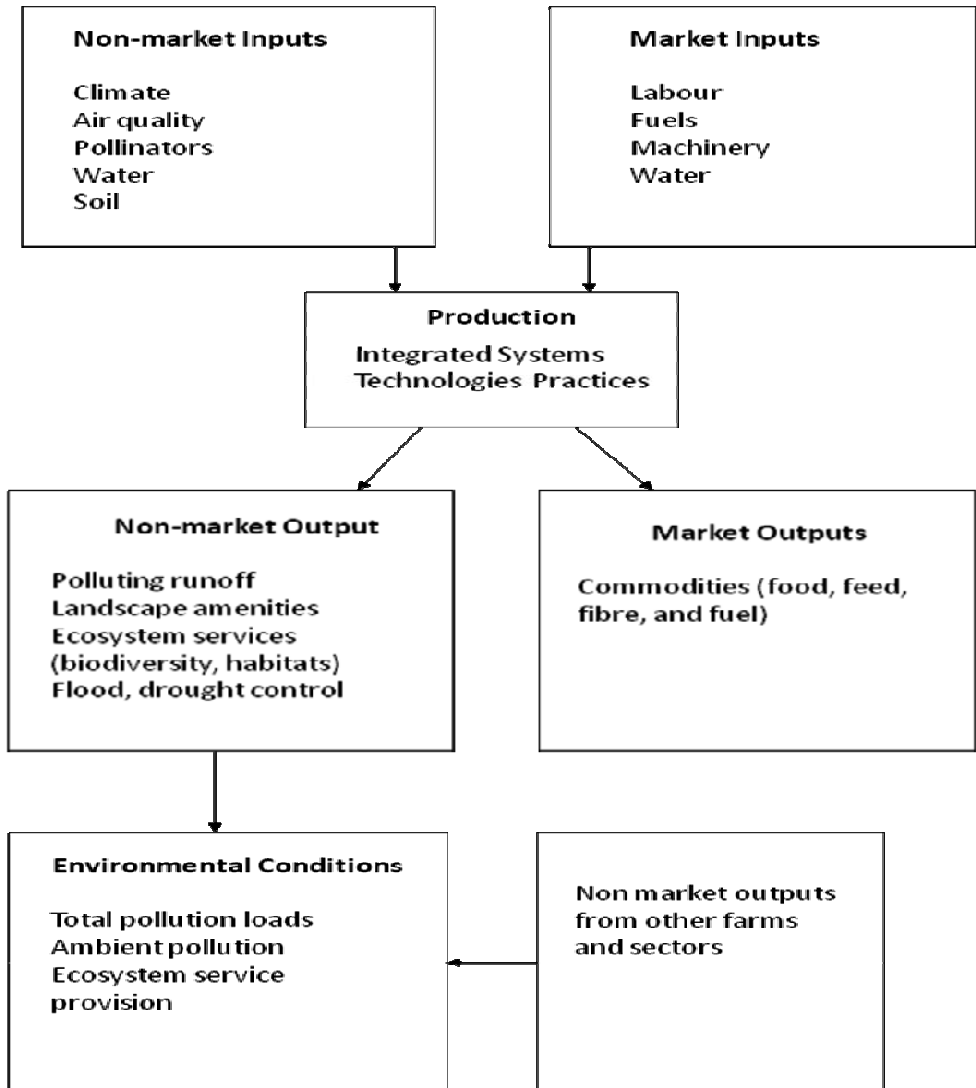 Non-market Inputs
Climate
Air quality
Pollinators
Water
Soil
Market Inputs
Labour
Fuels
Machinery
Water
Production
Integrated Systems
Technologies Practices
Non-market Output
Polluting runoff
Landscape amenities
Ecosystem services
(biodiversity, habitats)
Flood, drought control
Market Outputs
Commodities (food, feed,
fibre, and fuel)
Environmental Conditions
Total pollution loads
Ambient pollution
Ecosystem service
provision
Non market outputs
from other farms
and sectors